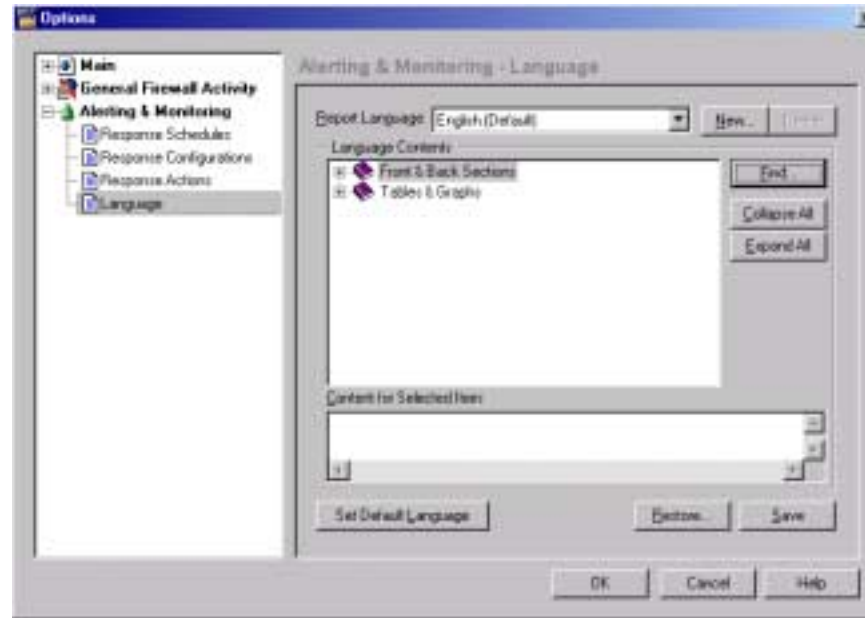 Options
Main
General Firewall Activity
Alerting & Monitoring
Response Schedules
Response Configurations
Response Actions
Language
Alerting & Monitoring - Language
Report Language: English (Default)
New...
Language Contents
Front & Back Sections
Tables & Graphs
Find...
Collapse All
Expand All
Content for Selected Item
Set Default Language
Restore...
Save
OK
Cancel
Help